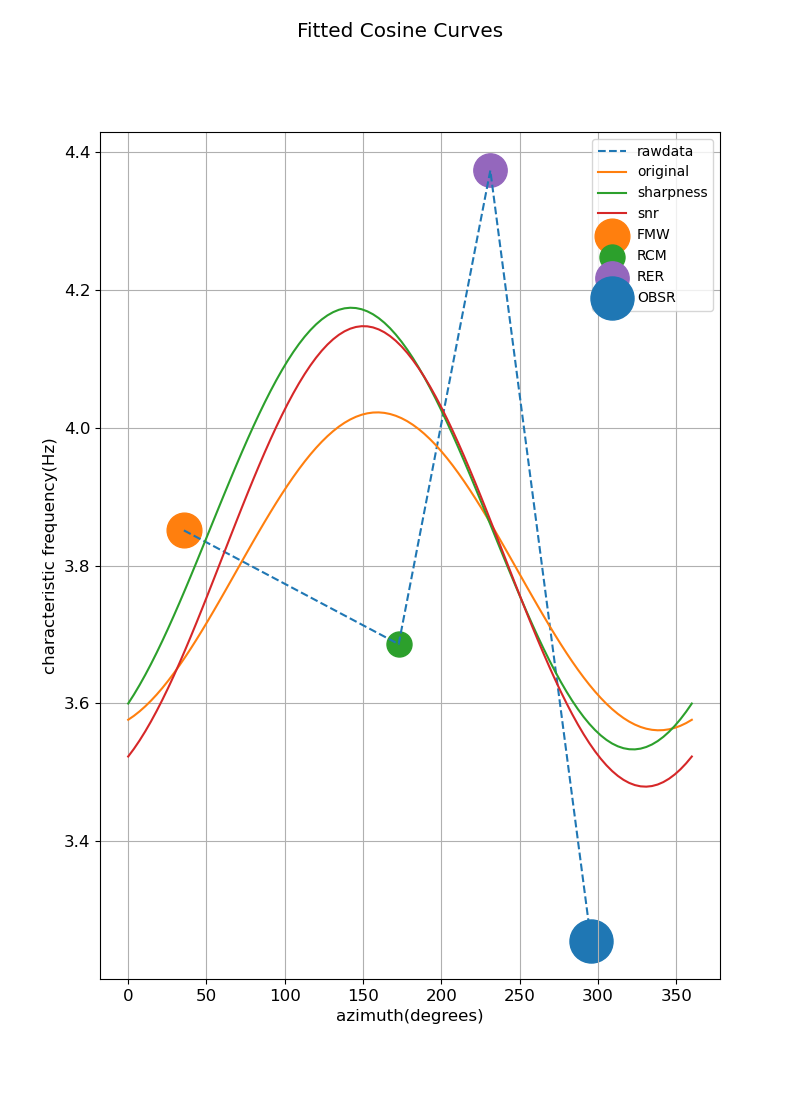 Fitted Cosine Curves
4.4
4.2
4.0
3.8
3.6
3.4
characteristic frequency(Hz)
rawdata
original
sharpness
snr
FMW
RCM
RER
OBSR
0 50 100 150 200 250 300 350
azimuth(degrees)